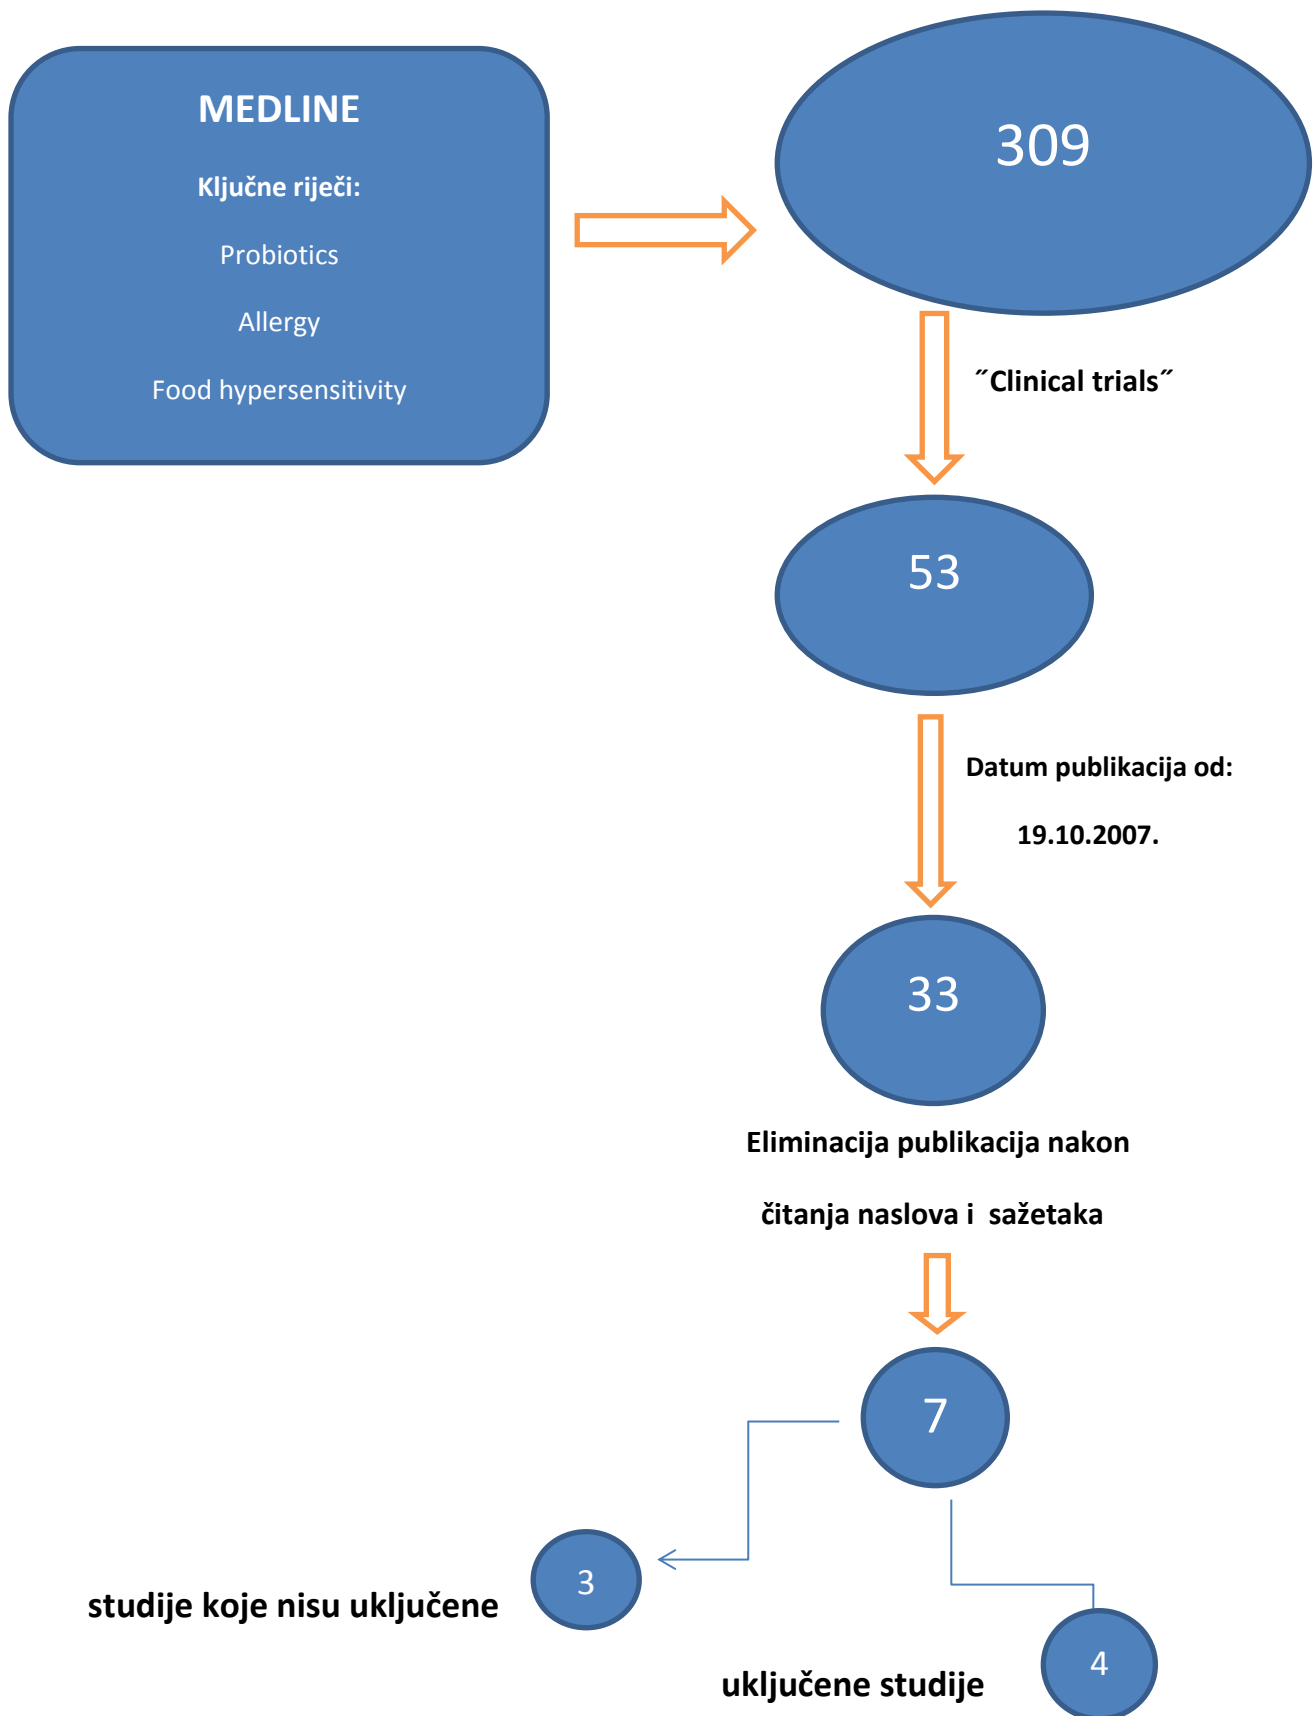 MEDLINE
Ključne riječi:
Probiotics
Allergy
Food hypersensitivity
309
˝Clinical trials˝
53
Datum publikacija od:
19.10.2007.
33
Eliminacija publikacija nakon
čitanja naslova i sažetaka
7
3
studije koje nisu uključene
4
uključene studije